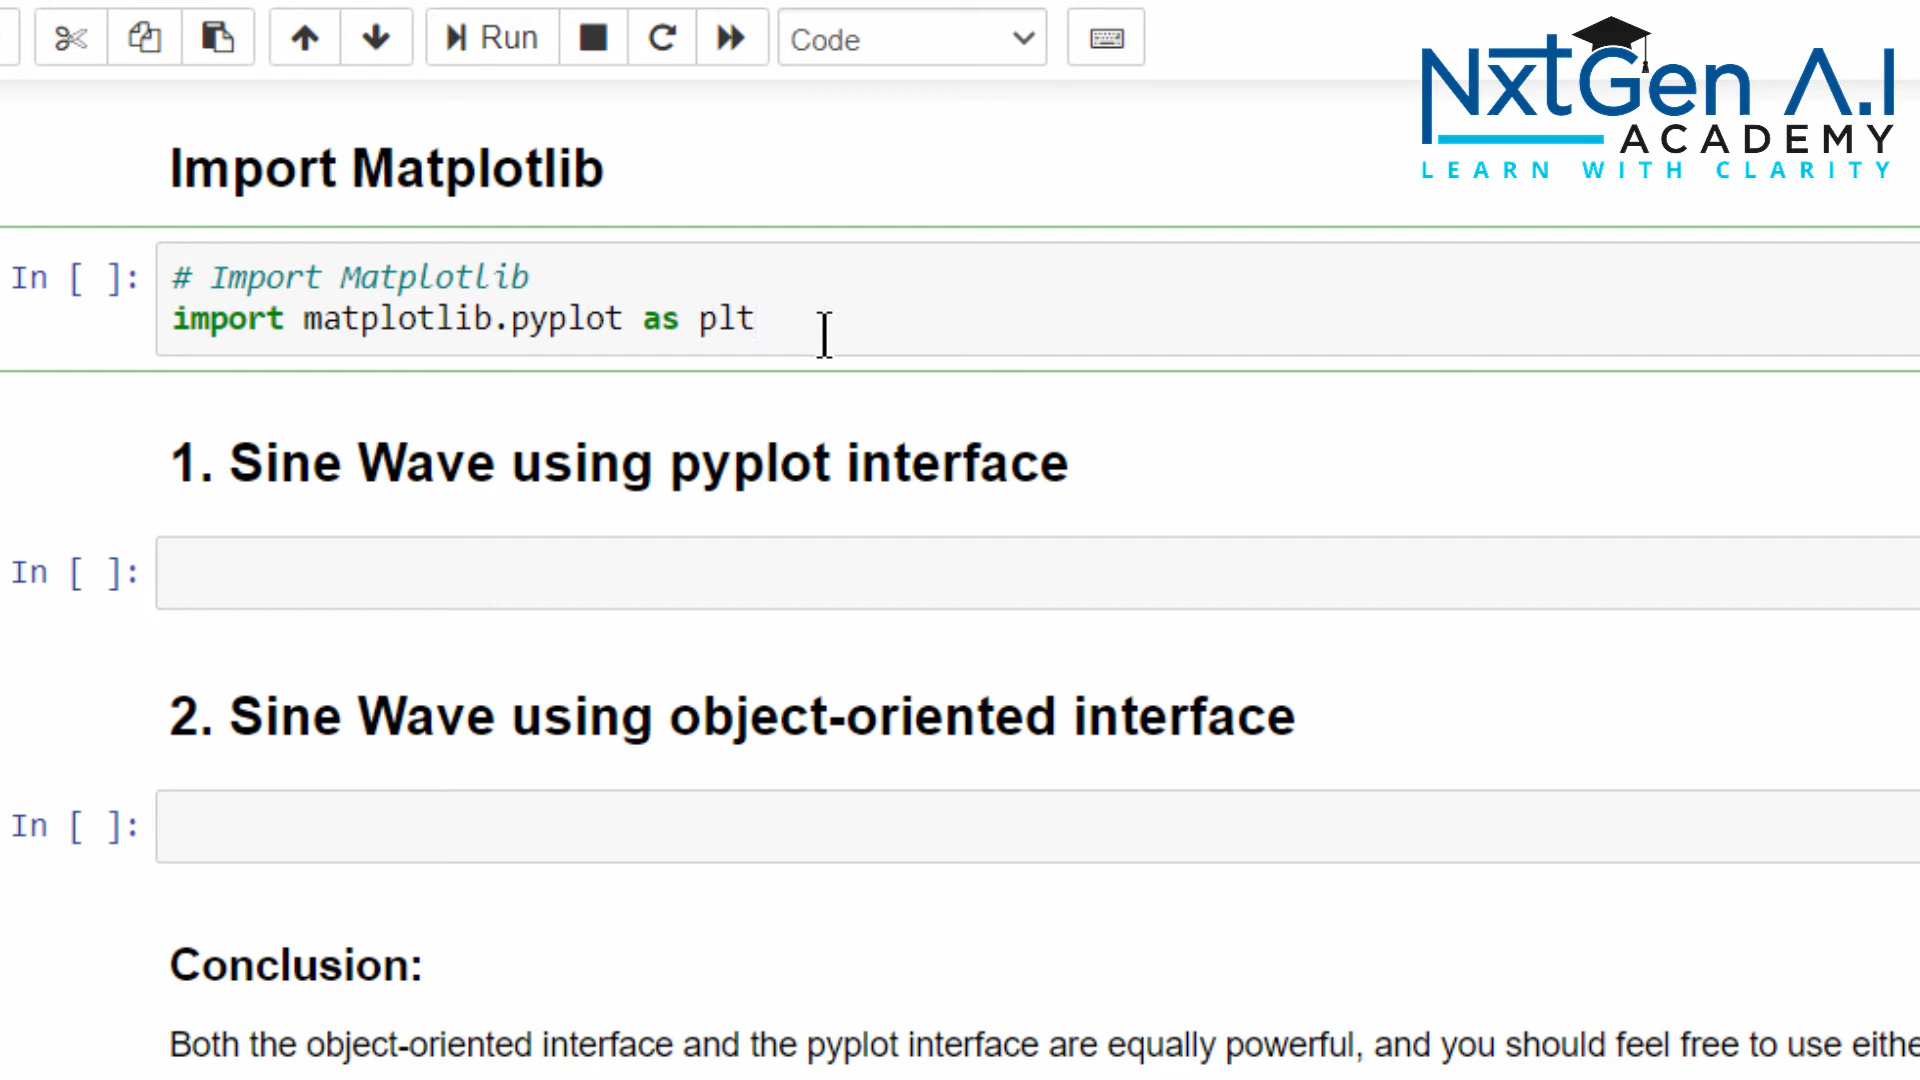 Run
Code
NxtGen A.I
ACADEMY
LEARN WITH CLARITY
Import Matplotlib
In [ ]:
# Import Matplotlib
import matplotlib.pyplot as plt
1. Sine Wave using pyplot interface
In [ ]:
2. Sine Wave using object-oriented interface
In [ ]:
Conclusion:
Both the object-oriented interface and the pyplot interface are equally powerful, and you should feel free to use eithe